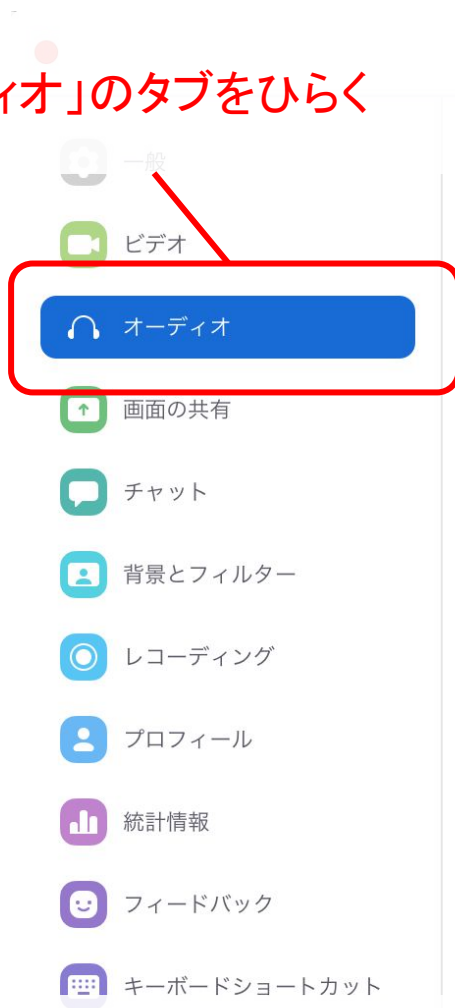 ィオ」のタブをひらく
一般
ビデオ
オーディオ
画面の共有
チャット
背景とフィルター
レコーディング
プロフィール
統計情報
フィードバック
キーボードショートカット